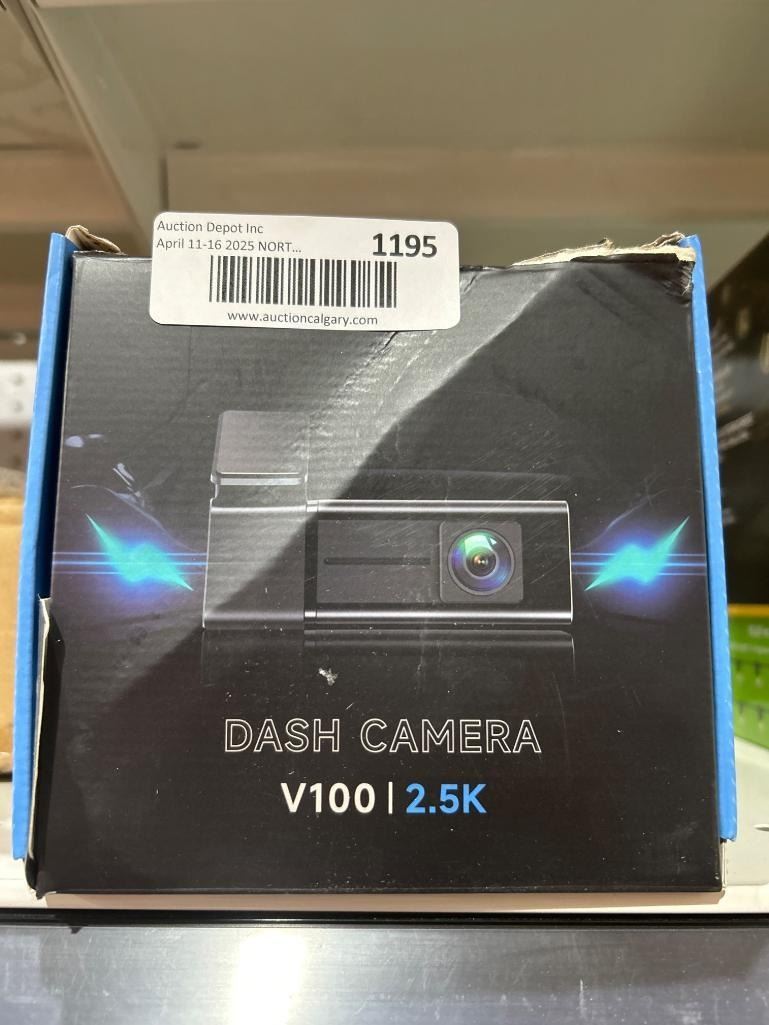 Auction Depot Inc
April 11-16 2025 NORT...
1195
www.auctioncalgary.com
DASH CAMERA
V100 | 2.5K